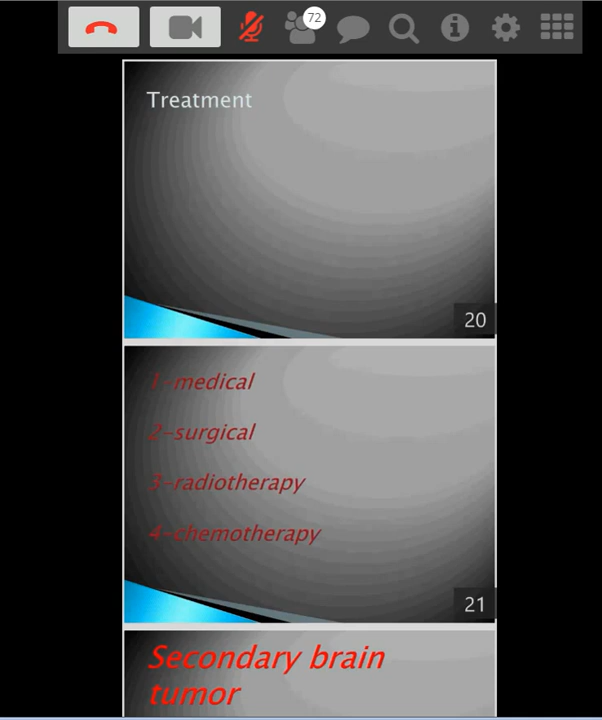 72
Treatment
20
1-medical
2-surgical
3-radiotherapy
4-chemotherapy
21
Secondary brain
tumor